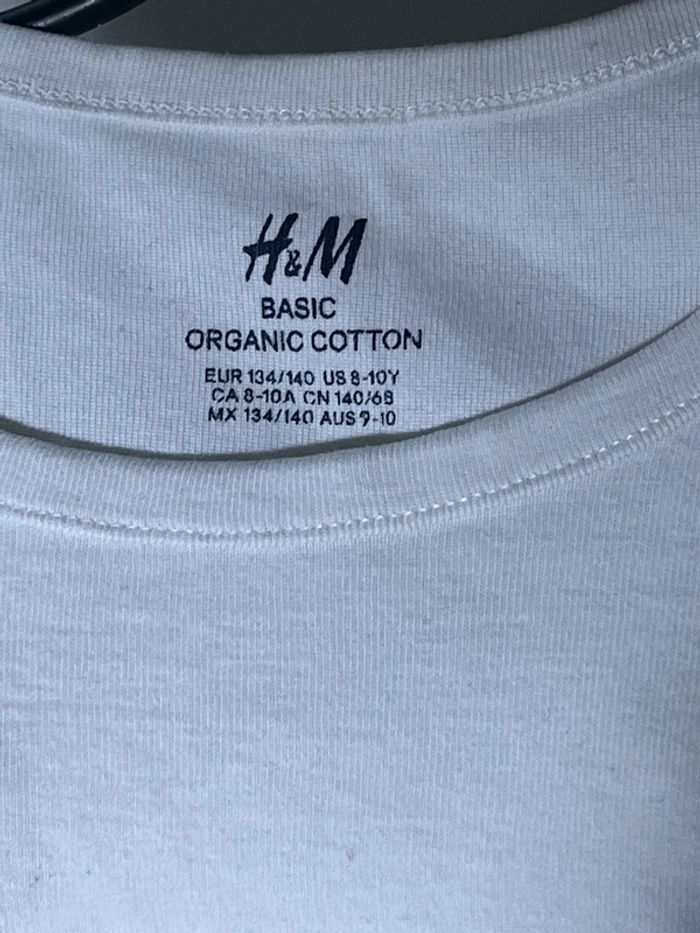 H&M
BASIC
ORGANIC COTTON
EUR 134/140 US 8-10Y
CA 8-10A CN 140/68
MX 134/140 AUS 9-10